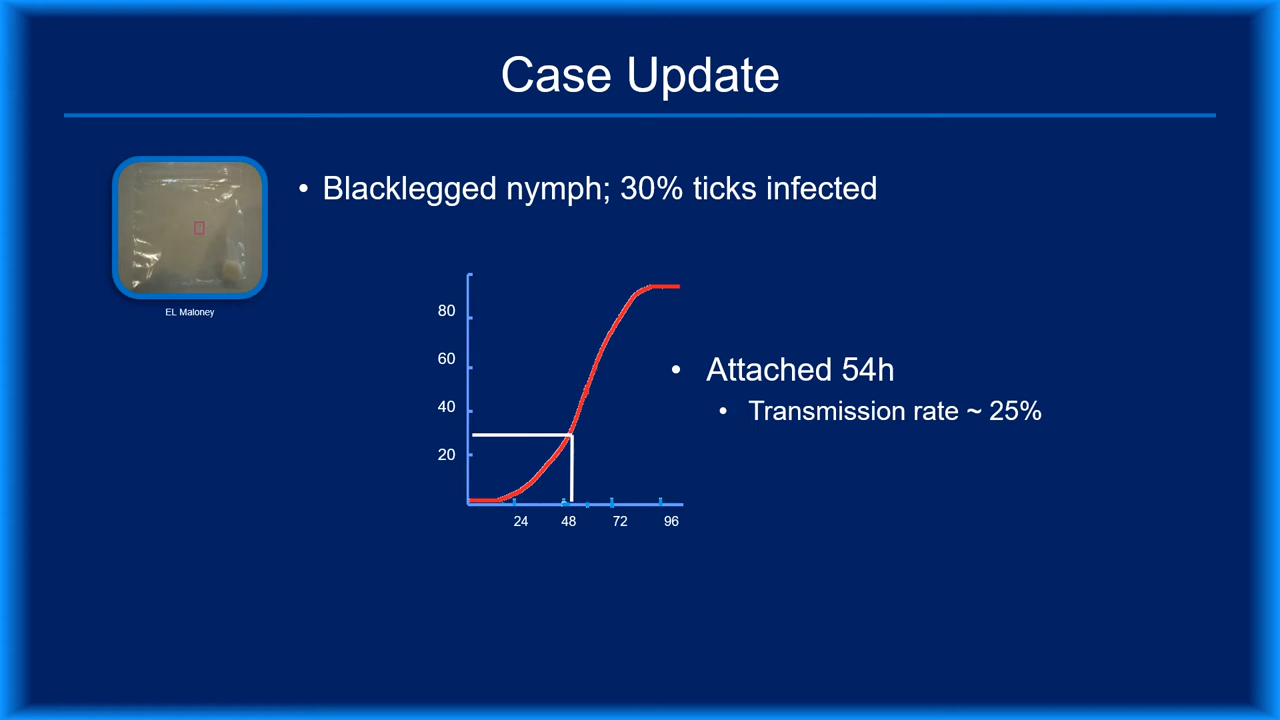 Case Update
• Blacklegged nymph; 30% ticks infected
EL Maloney
80
60
40
20
24 48 72 96
• Attached 54h
• Transmission rate ~ 25%